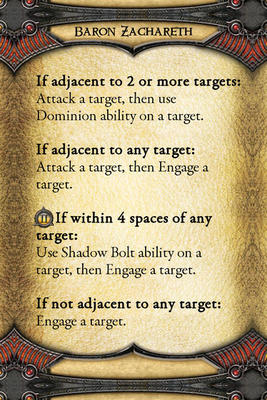 Baron Zachareth
If adjacent to 2 or more targets:
Attack a target, then use
Dominion ability on a target.
If adjacent to any target:
Attack a target, then Engage a
target.
II If within 4 spaces of any
target:
Use Shadow Bolt ability on a
target, then Engage a target.
If not adjacent to any target:
Engage a target.